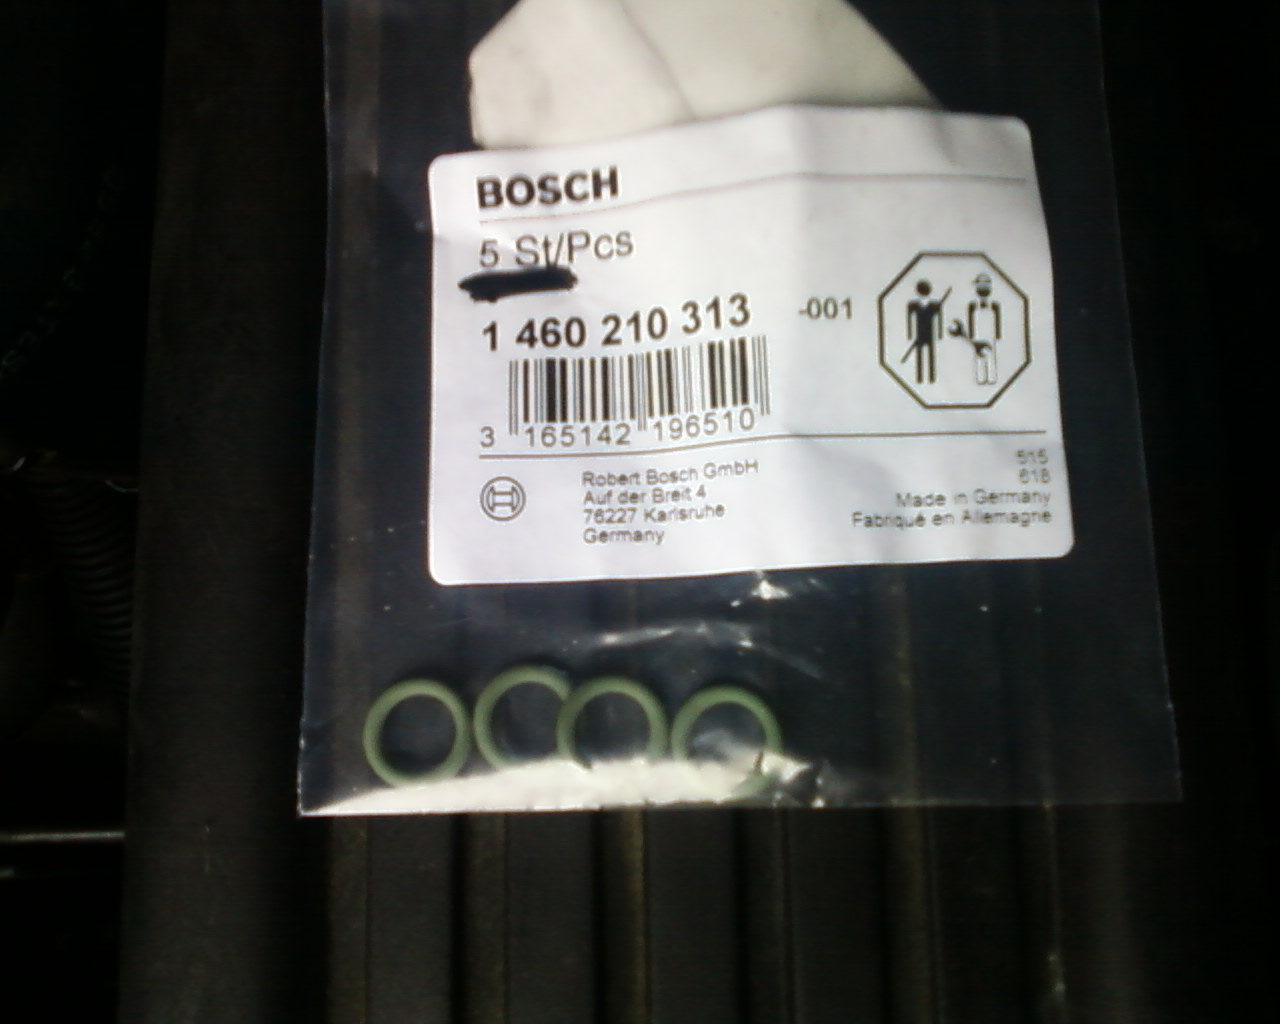 BOSCH
5 St/Pcs
1 460 210 313 -001
3 165142 196510
Robert Bosch GmbH
Auf der Breit 4
76227 Karlsruhe
Germany
515
618
Made in Germany
Fabriqué en Allemagne